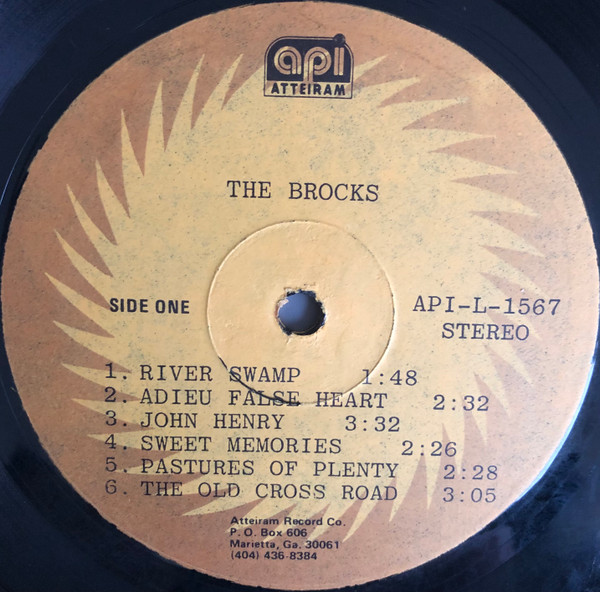 api
ATTEIRAM
THE BROCKS
SIDE ONE
API-L-1567
STEREO
1. RIVER SWAMP 1:48
2. ADIEU FALSE HEART 2:32
3. JOHN HENRY 3:32
4. SWEET MEMORIES 2:26
5. PASTURES OF PLENTY 2:28
6. THE OLD CROSS ROAD 3:05
Atteiram Record Co.
P. O. Box 606
Marietta, Ga. 30061
(404) 436-8384